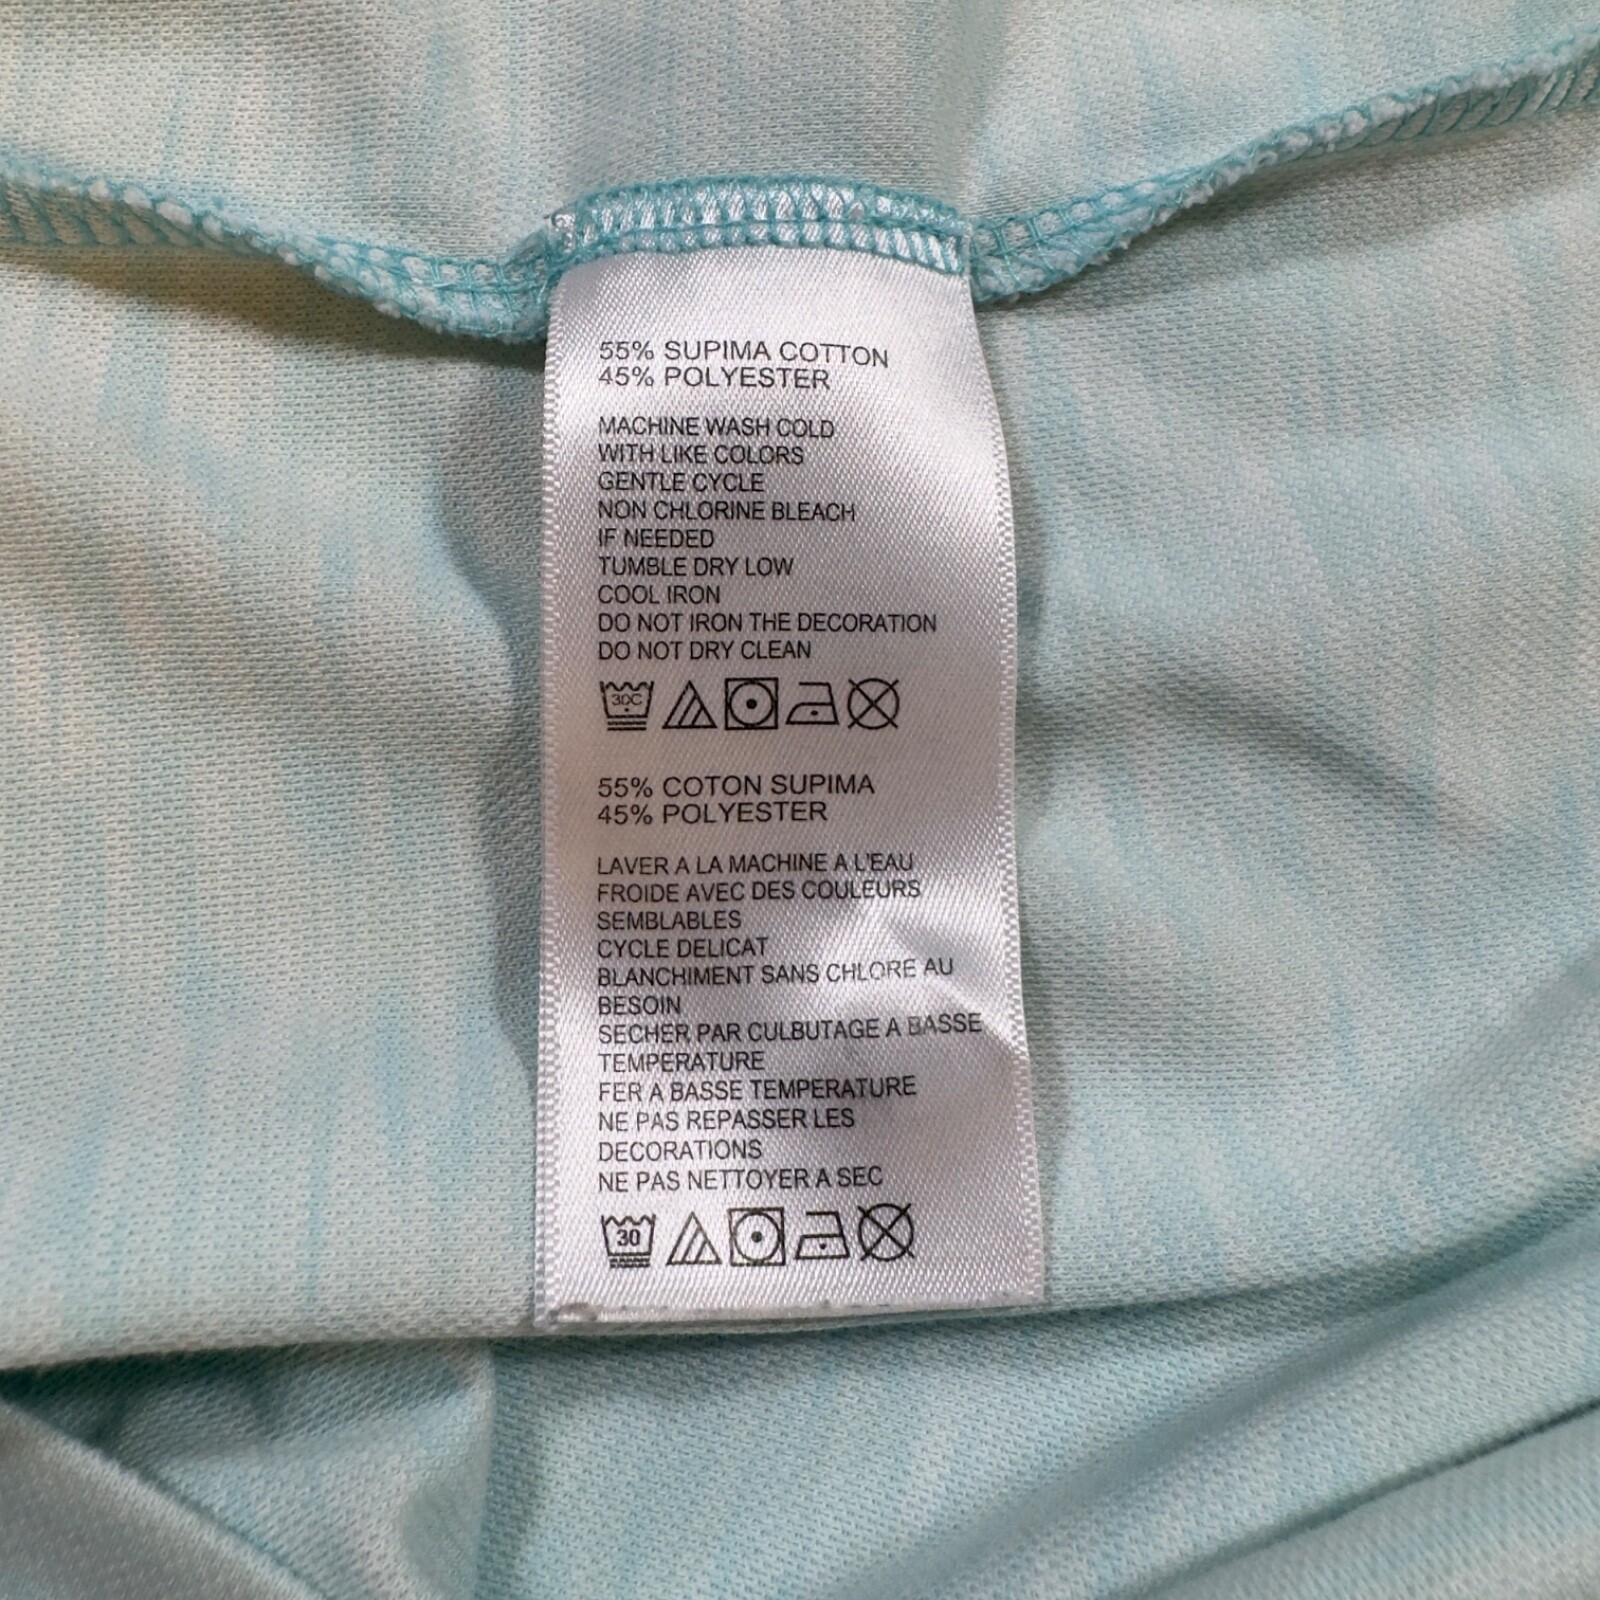 55% SUPIMA COTTON
45% POLYESTER
MACHINE WASH COLD
WITH LIKE COLORS
GENTLE CYCLE
NON CHLORINE BLEACH
IF NEEDED
TUMBLE DRY LOW
COOL IRON
DO NOT IRON THE DECORATION
DO NOT DRY CLEAN
30C
55% COTON SUPIMA
45% POLYESTER
LAVER A LA MACHINE A L'EAU
FROIDE AVEC DES COULEURS
SEMBLABLES
CYCLE DELICAT
BLANCHIMENT SANS CHLORE AU
BESOIN
SECHER PAR CULBUTAGE A BASSE
TEMPERATURE
FER A BASSE TEMPERATURE
NE PAS REPASSER LES
DECORATIONS
NE PAS NETTOYER A SEC
30